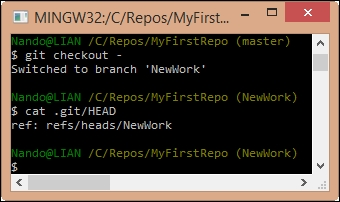 MINGW32:/C/Repos/MyFirst...
Nando@LIAN /C/Repos/MyFirstRepo (master)
$ git checkout -
Switched to branch 'NewWork'
Nando@LIAN /C/Repos/MyFirstRepo (NewWork)
$ cat .git/HEAD
ref: refs/heads/NewWork
Nando@LIAN /C/Repos/MyFirstRepo (NewWork)
$